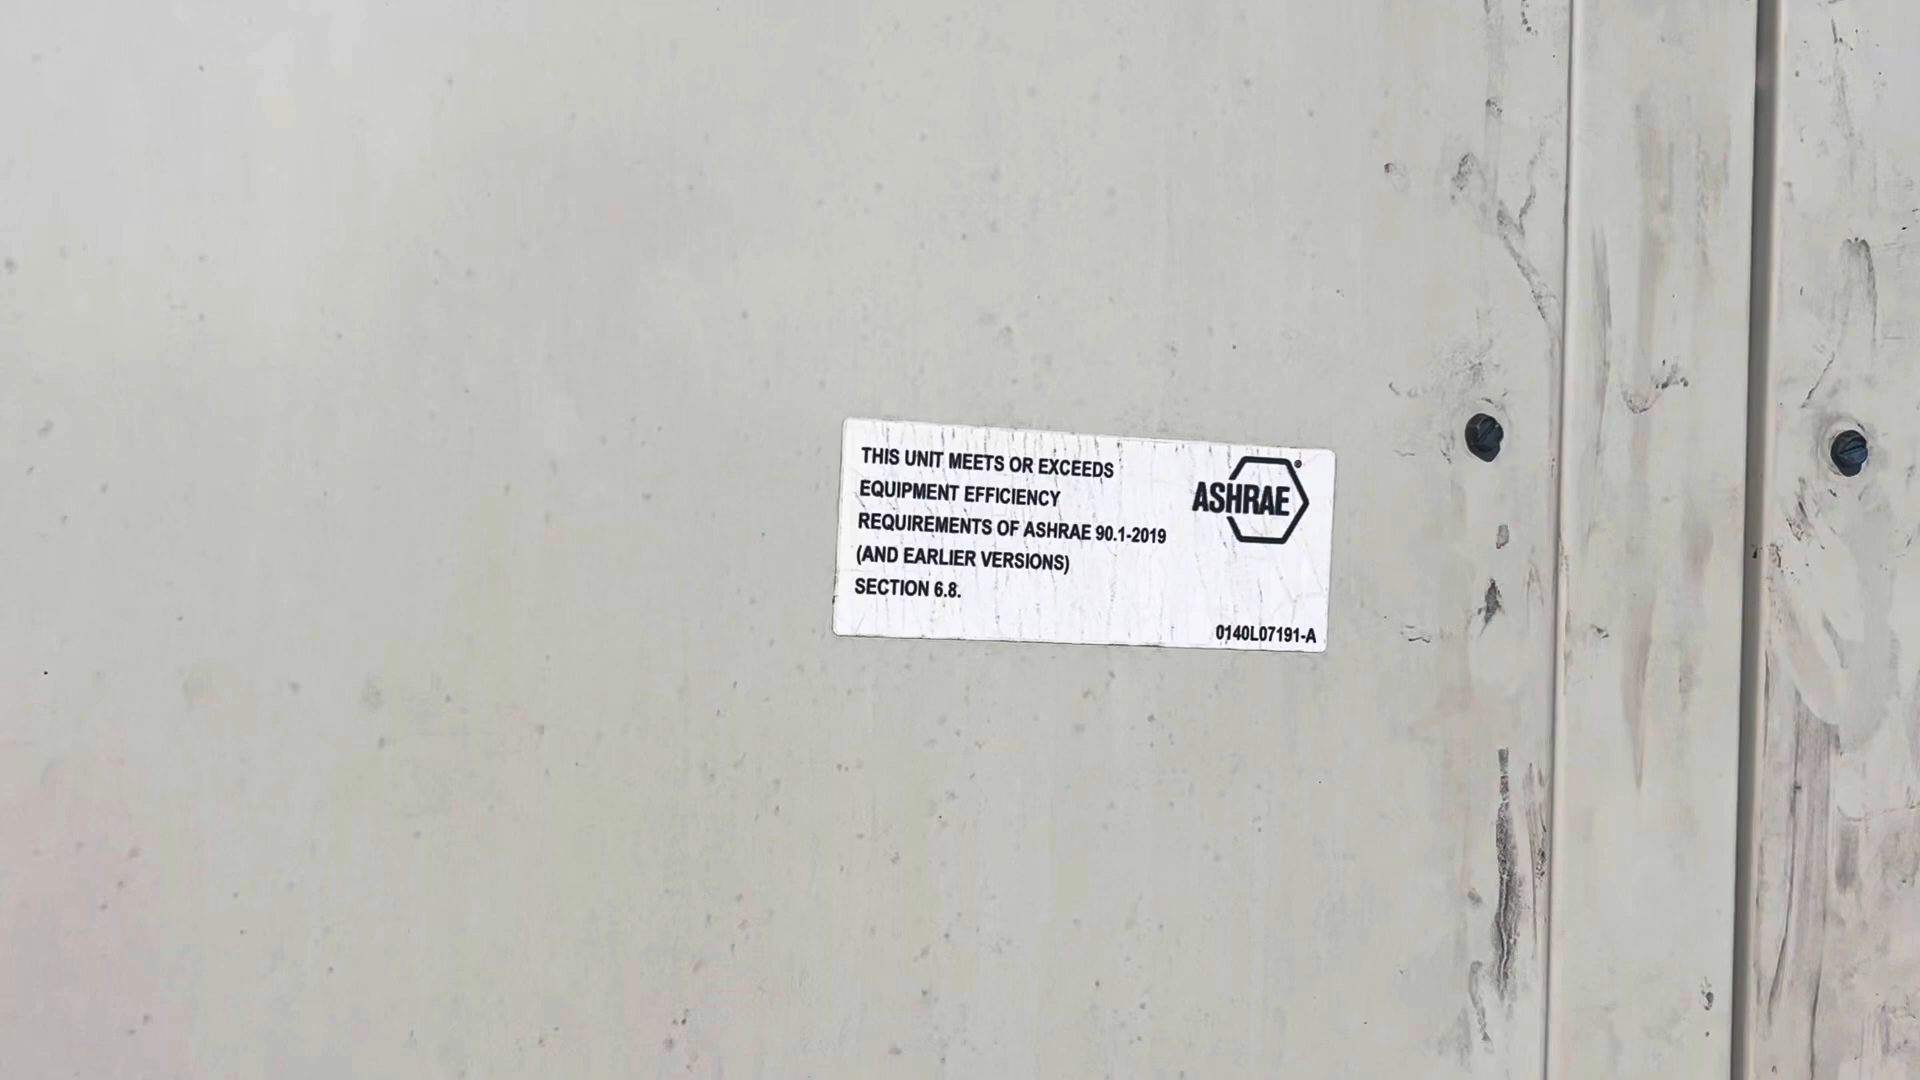 THIS UNIT MEETS OR EXCEEDS
EQUIPMENT EFFICIENCY
REQUIREMENTS OF ASHRAE 90.1-2019
(AND EARLIER VERSIONS)
SECTION 6.8.
ASHRAE®
0140L07191-A